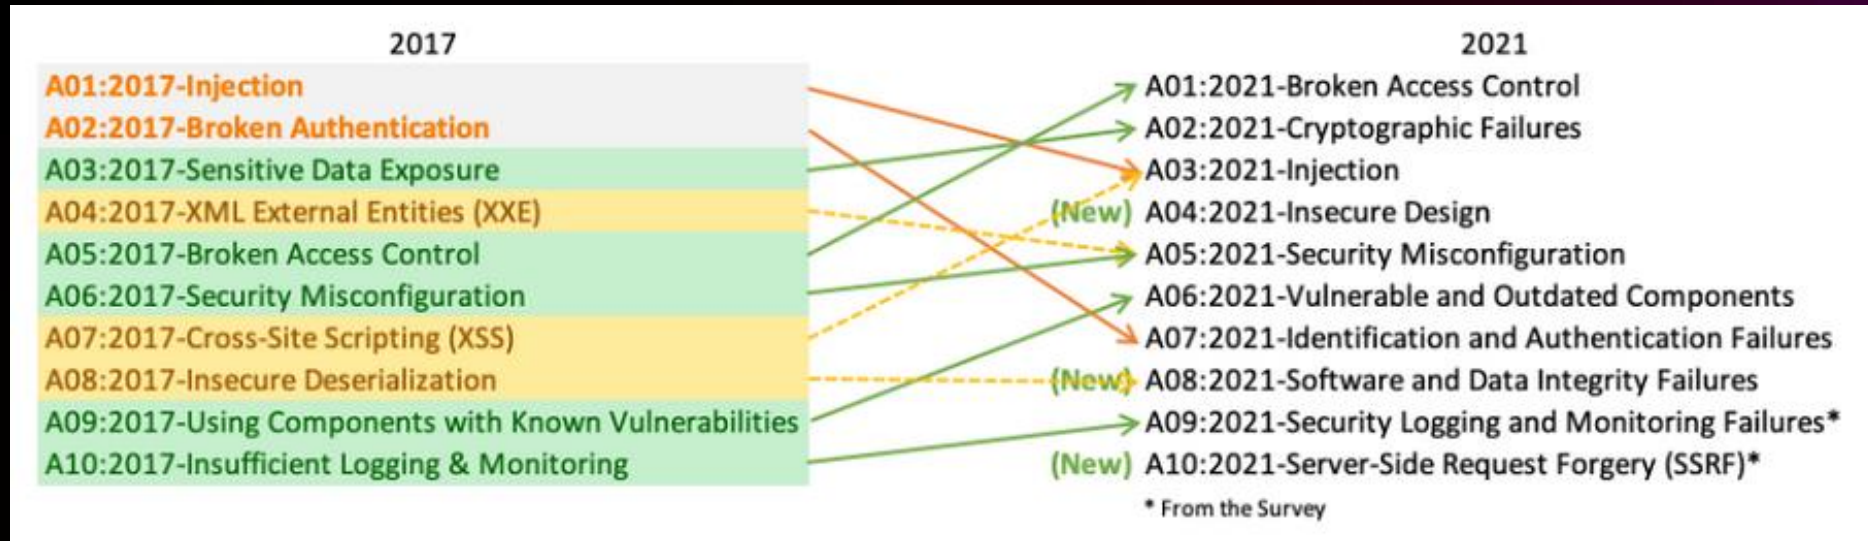 2017
A01:2017-Injection
A02:2017-Broken Authentication
A03:2017-Sensitive Data Exposure
A04:2017-XML External Entities (XXE)
A05:2017-Broken Access Control
A06:2017-Security Misconfiguration
A07:2017-Cross-Site Scripting (XSS)
A08:2017-Insecure Deserialization
A09:2017-Using Components with Known Vulnerabilities
A10:2017-Insufficient Logging & Monitoring
2021
A01:2021-Broken Access Control
A02:2021-Cryptographic Failures
A03:2021-Injection
(New) A04:2021-Insecure Design
A05:2021-Security Misconfiguration
A06:2021-Vulnerable and Outdated Components
A07:2021-Identification and Authentication Failures
(New) A08:2021-Software and Data Integrity Failures
A09:2021-Security Logging and Monitoring Failures*
(New) A10:2021-Server-Side Request Forgery (SSRF)*
* From the Survey